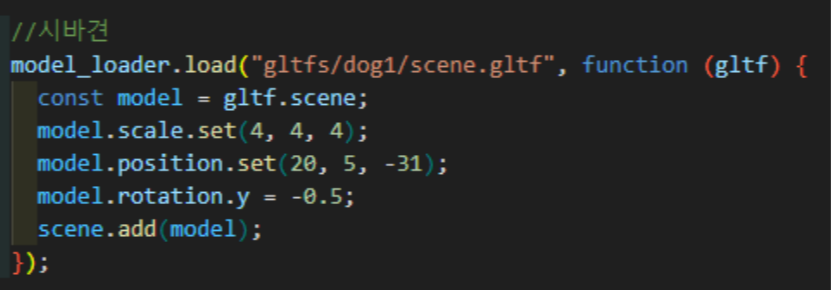 //시바견
model_loader.load("gltfs/dog1/scene.gltf", function (gltf) {
  const model = gltf.scene;
  model.scale.set(4, 4, 4);
  model.position.set(20, 5, -31);
  model.rotation.y = -0.5;
  scene.add(model);
});